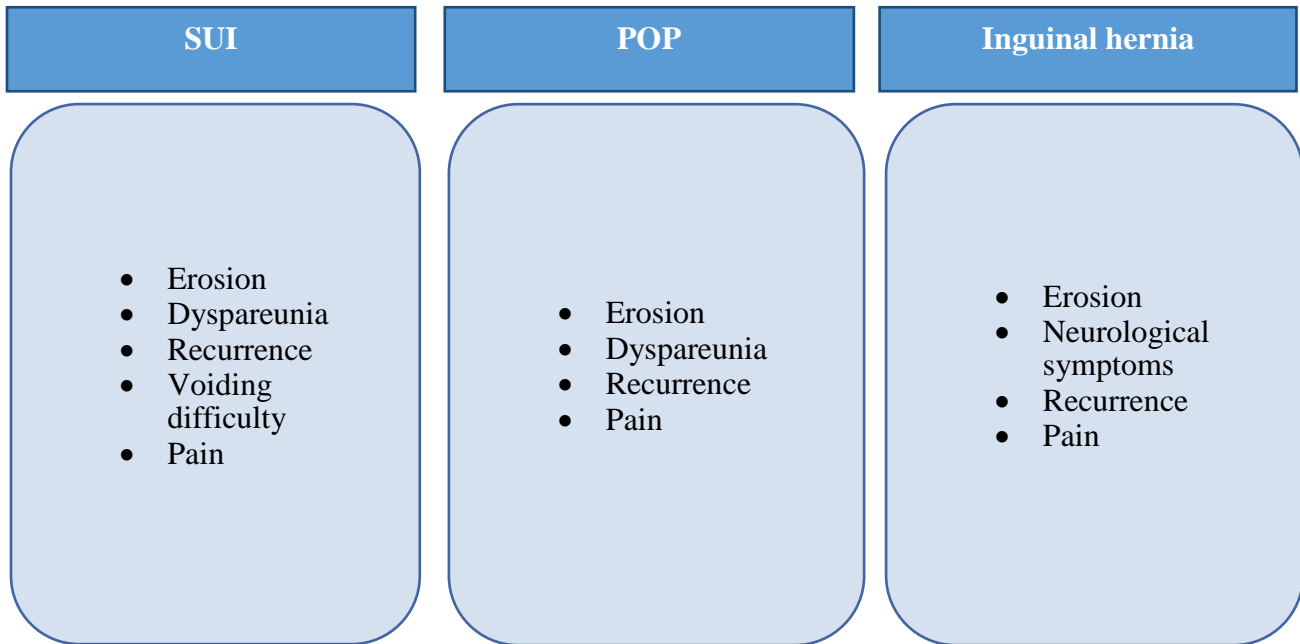 SUI
• Erosion
• Dyspareunia
• Recurrence
• Voiding
difficulty
• Pain
POP
• Erosion
• Dyspareunia
• Recurrence
• Pain
Inguinal hernia
• Erosion
• Neurological
symptoms
• Recurrence
• Pain